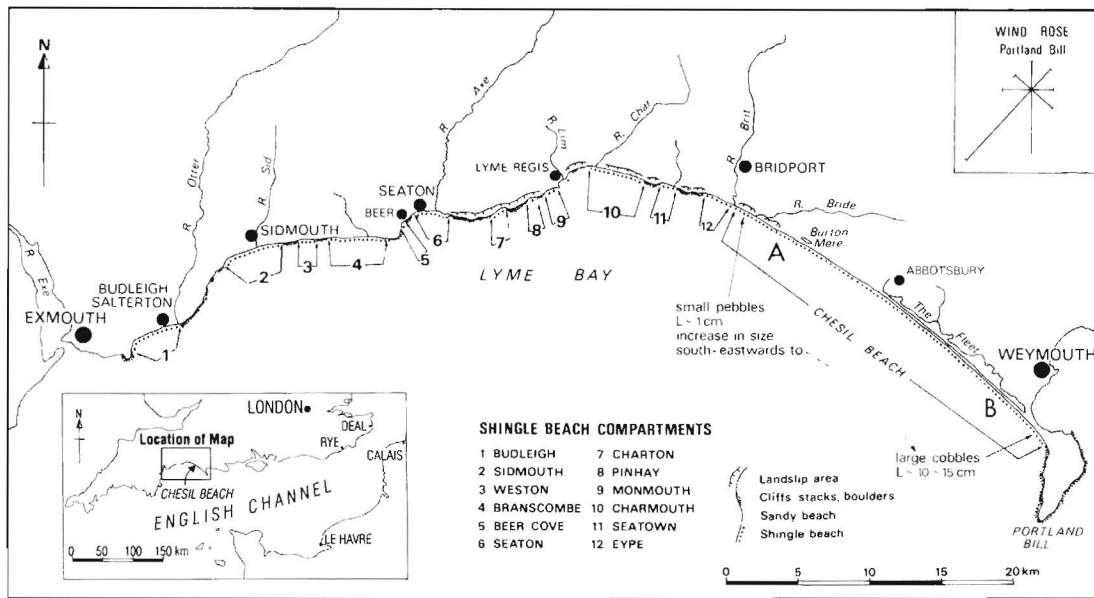 N
R Exe
EXMOUTH
BUDLEIGH
SALTERTON
R Otter
R Sid
SIDMOUTH
BEER
SEATON
R Axe
LYME REGIS
R Lim
R. Char
R Brit
BRIDPORT
R. Bride
Burton
Mere
ABBOTSBURY
The Fleet
WEYMOUTH
PORTLAND
BILL
LYME BAY
CHESIL BEACH
A
B
1
2
3
4
5
6
7
8
9
10
11
12
small pebbles
L ~ 1cm
increase in size
south-eastwards to
large cobbles
L ~ 10 - 15 cm
WIND ROSE
Portland Bill
N
LONDON
DEAL
RYE
CALAIS
Location of Map
CHESIL BEACH
ENGLISH CHANNEL
LE HAVRE
0 50 100 150 km
SHINGLE BEACH COMPARTMENTS
1 BUDLEIGH 7 CHARTON
2 SIDMOUTH 8 PINHAY
3 WESTON 9 MONMOUTH
4 BRANSCOMBE 10 CHARMOUTH
5 BEER COVE 11 SEATOWN
6 SEATON 12 EYPE
Landslip area
Cliffs stacks, boulders
Sandy beach
Shingle beach
0 5 10 15 20 km